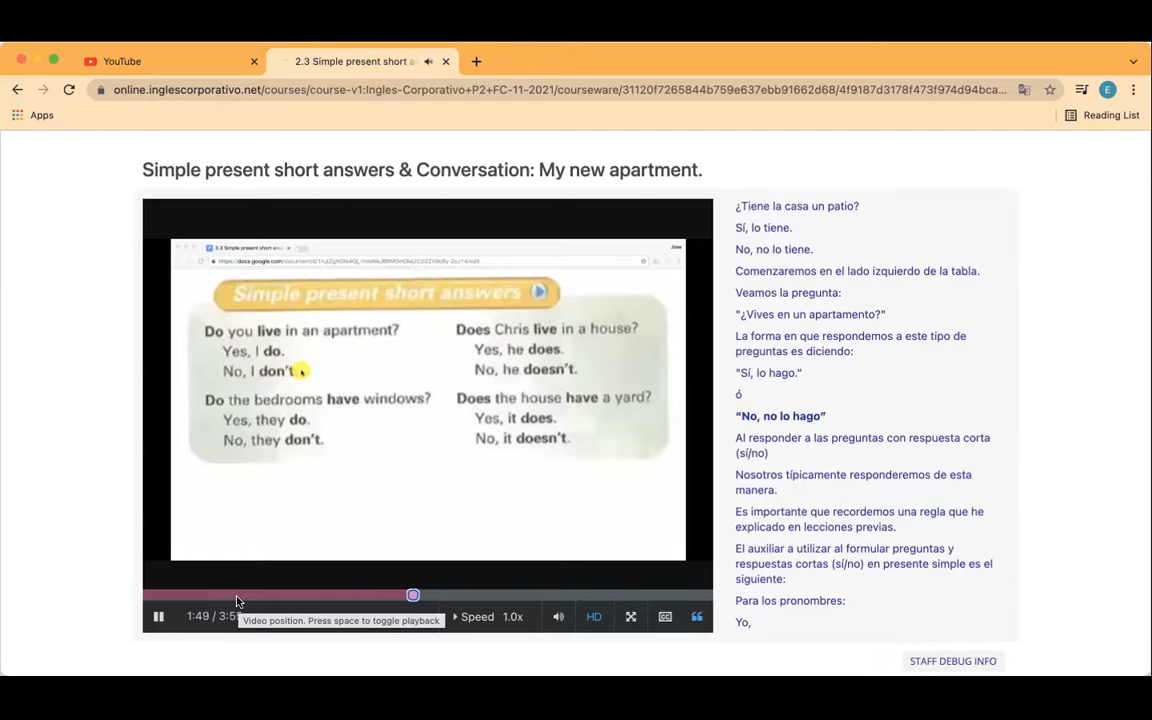 YouTube
2.3 Simple present short a
online.inglescorporativo.net/courses/course-v1:Ingles-Corporativo+P2+FC-11-2021/courseware/31120f7265844b759e637ebb91662d68/4f9187d3178f473f974d94bca...
E
Apps
Reading List
Simple present short answers & Conversation: My new apartment.
2.3 Simple present short
Simple present short answers
Do you live in an apartment?
Yes, I do.
No, I don't.
Do the bedrooms have windows?
Yes, they do.
No, they don't.
Does Chris live in a house?
Yes, he does.
No, he doesn't.
Does the house have a yard?
Yes, it does.
No, it doesn't.
1:49 / 3:55
Video position. Press space to toggle playback
Speed 1.0x
HD
CC
¿Tiene la casa un patio?
Sí, lo tiene.
No, no lo tiene.
Comenzaremos en el lado izquierdo de la tabla.
Veamos la pregunta:
"¿Vives en un apartamento?"
La forma en que respondemos a este tipo de
preguntas es diciendo:
"Sí, lo hago."
ó
“No, no lo hago”
Al responder a las preguntas con respuesta corta
(sí/no)
Nosotros típicamente responderemos de esta
manera.
Es importante que recordemos una regla que he
explicado en lecciones previas.
El auxiliar a utilizar al formular preguntas y
respuestas cortas (sí/no) en presente simple es el
siguiente:
Para los pronombres:
Yo,
STAFF DEBUG INFO